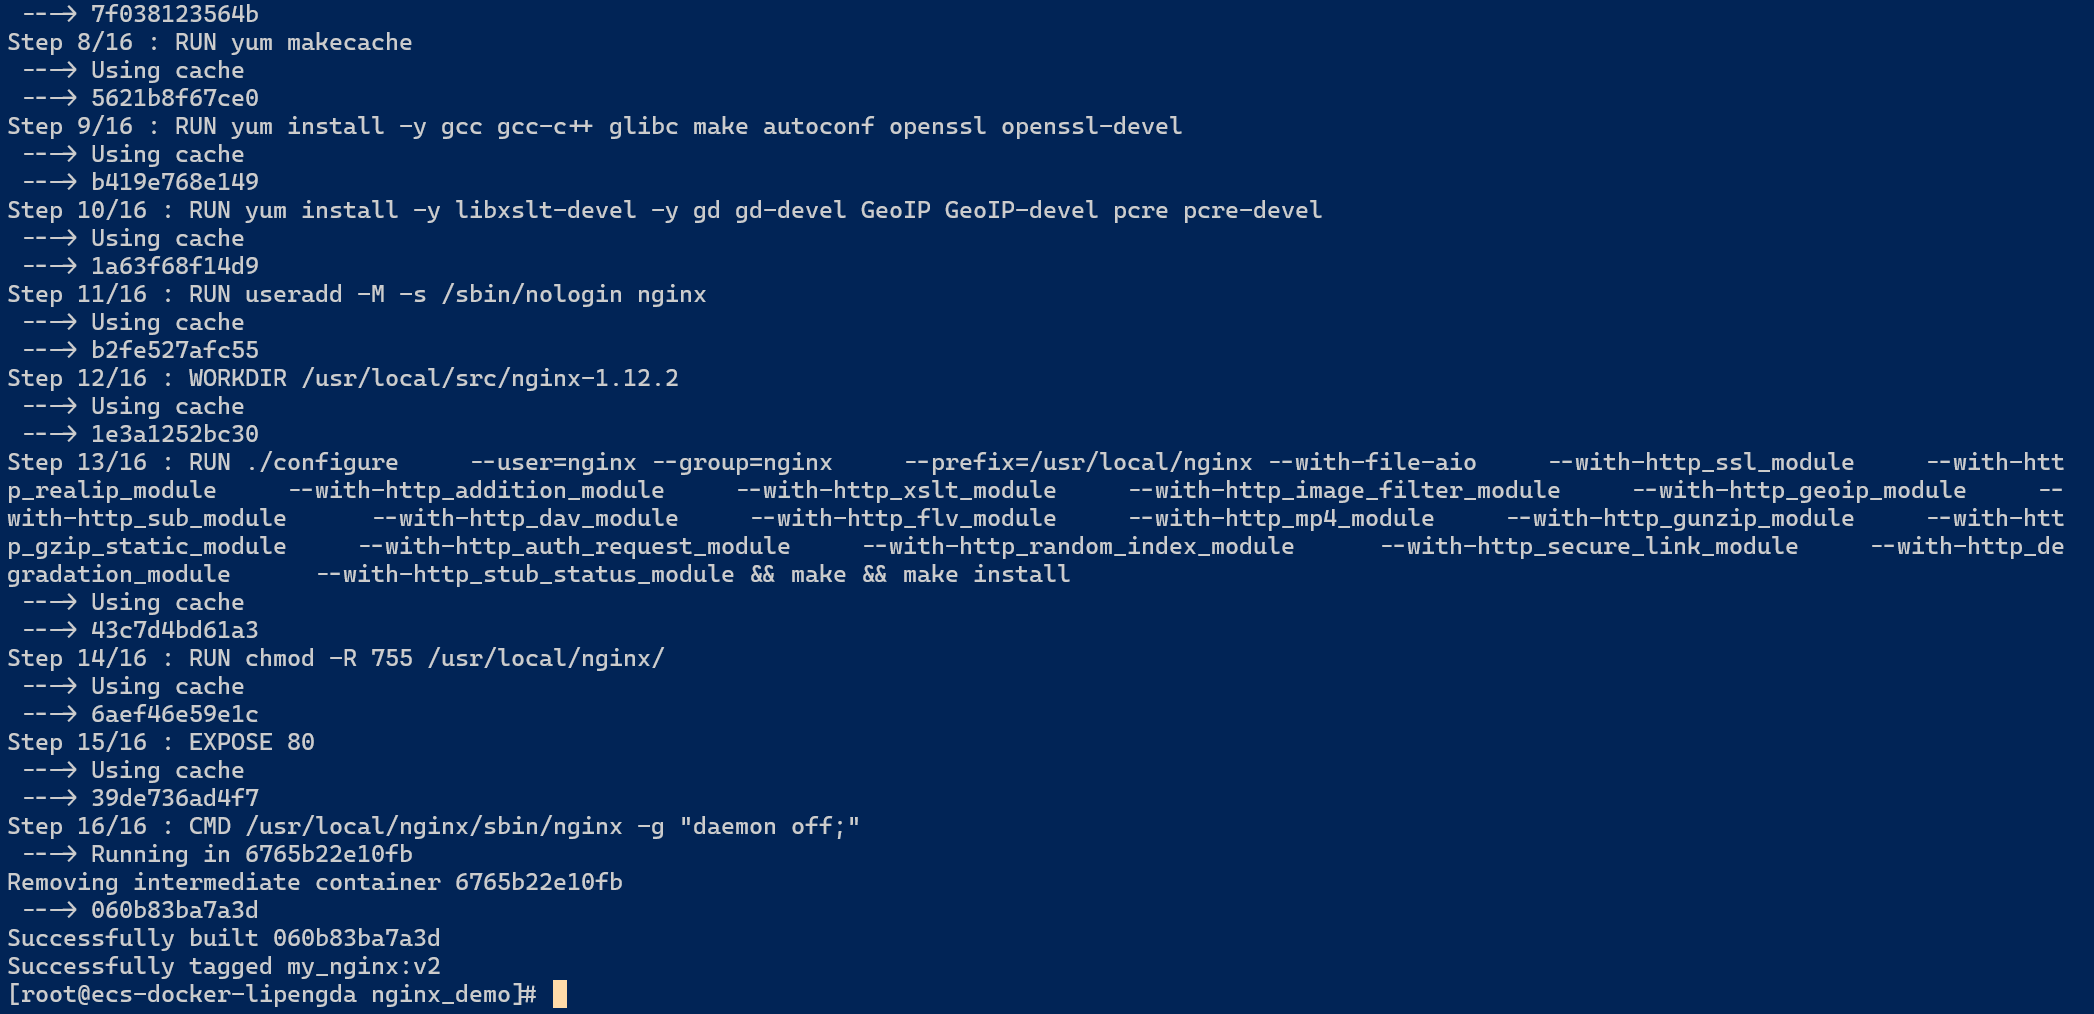 ---> 7f038123564b
Step 8/16 : RUN yum makecache
---> Using cache
---> 5621b8f67ce0
Step 9/16 : RUN yum install -y gcc gcc-c++ glibc make autoconf openssl openssl-devel
---> Using cache
---> b419e768e149
Step 10/16 : RUN yum install -y libxslt-devel -y gd gd-devel GeoIP GeoIP-devel pcre pcre-devel
---> Using cache
---> 1a63f68f14d9
Step 11/16 : RUN useradd -M -s /sbin/nologin nginx
---> Using cache
---> b2fe527afc55
Step 12/16 : WORKDIR /usr/local/src/nginx-1.12.2
---> Using cache
---> 1e3a1252bc30
Step 13/16 : RUN ./configure     --user=nginx --group=nginx     --prefix=/usr/local/nginx --with-file-aio     --with-http_ssl_module     --with-htt
p_realip_module     --with-http_addition_module     --with-http_xslt_module     --with-http_image_filter_module     --with-http_geoip_module     --
with-http_sub_module      --with-http_dav_module     --with-http_flv_module     --with-http_mp4_module     --with-http_gunzip_module     --with-htt
p_gzip_static_module     --with-http_auth_request_module     --with-http_random_index_module      --with-http_secure_link_module     --with-http_de
gradation_module      --with-http_stub_status_module && make && make install
---> Using cache
---> 43c7d4bd61a3
Step 14/16 : RUN chmod -R 755 /usr/local/nginx/
---> Using cache
---> 6aef46e59e1c
Step 15/16 : EXPOSE 80
---> Using cache
---> 39de736ad4f7
Step 16/16 : CMD /usr/local/nginx/sbin/nginx -g "daemon off;"
---> Running in 6765b22e10fb
Removing intermediate container 6765b22e10fb
---> 060b83ba7a3d
Successfully built 060b83ba7a3d
Successfully tagged my_nginx:v2
[root@ecs-docker-lipengda nginx_demo]#